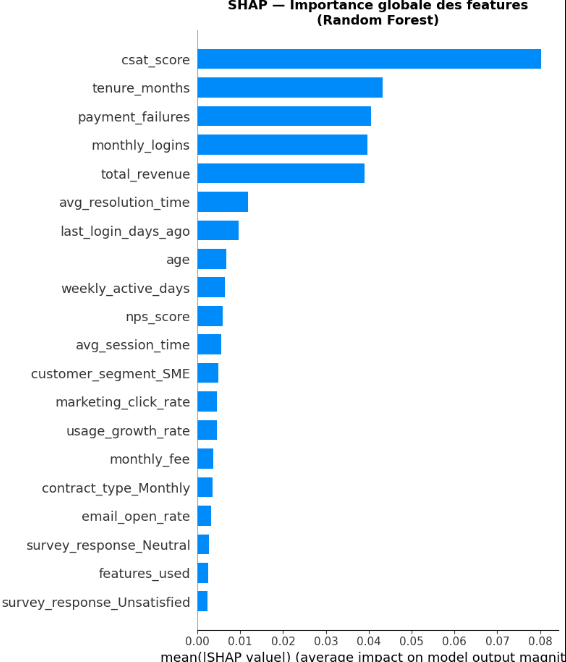 SHAP — Importance globale des features
(Random Forest)
csat_score
tenure_months
payment_failures
monthly_logins
total_revenue
avg_resolution_time
last_login_days_ago
age
weekly_active_days
nps_score
avg_session_time
customer_segment_SME
marketing_click_rate
usage_growth_rate
monthly_fee
contract_type_Monthly
email_open_rate
survey_response_Neutral
features_used
survey_response_Unsatisfied
0.00 0.01 0.02 0.03 0.04 0.05 0.06 0.07 0.08
mean(|SHAP value|) (average impact on model output magnit